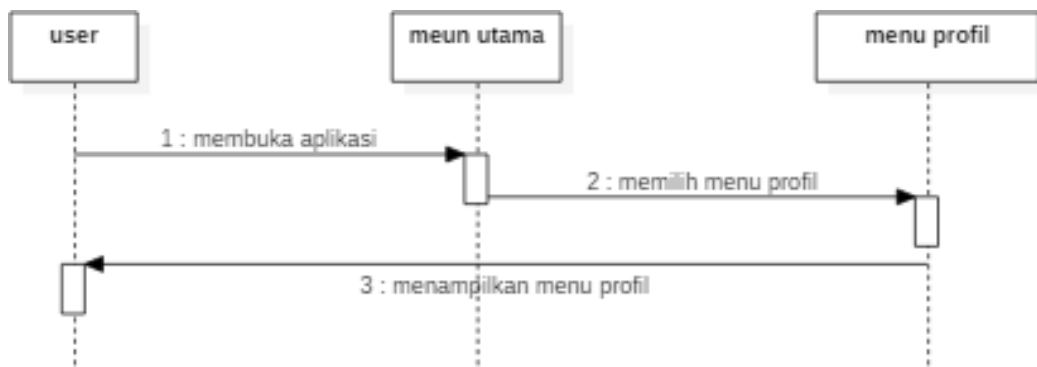 user
meun utama
menu profil
1 : membuka aplikasi
2 : memilih menu profil
3 : menampilkan menu profil